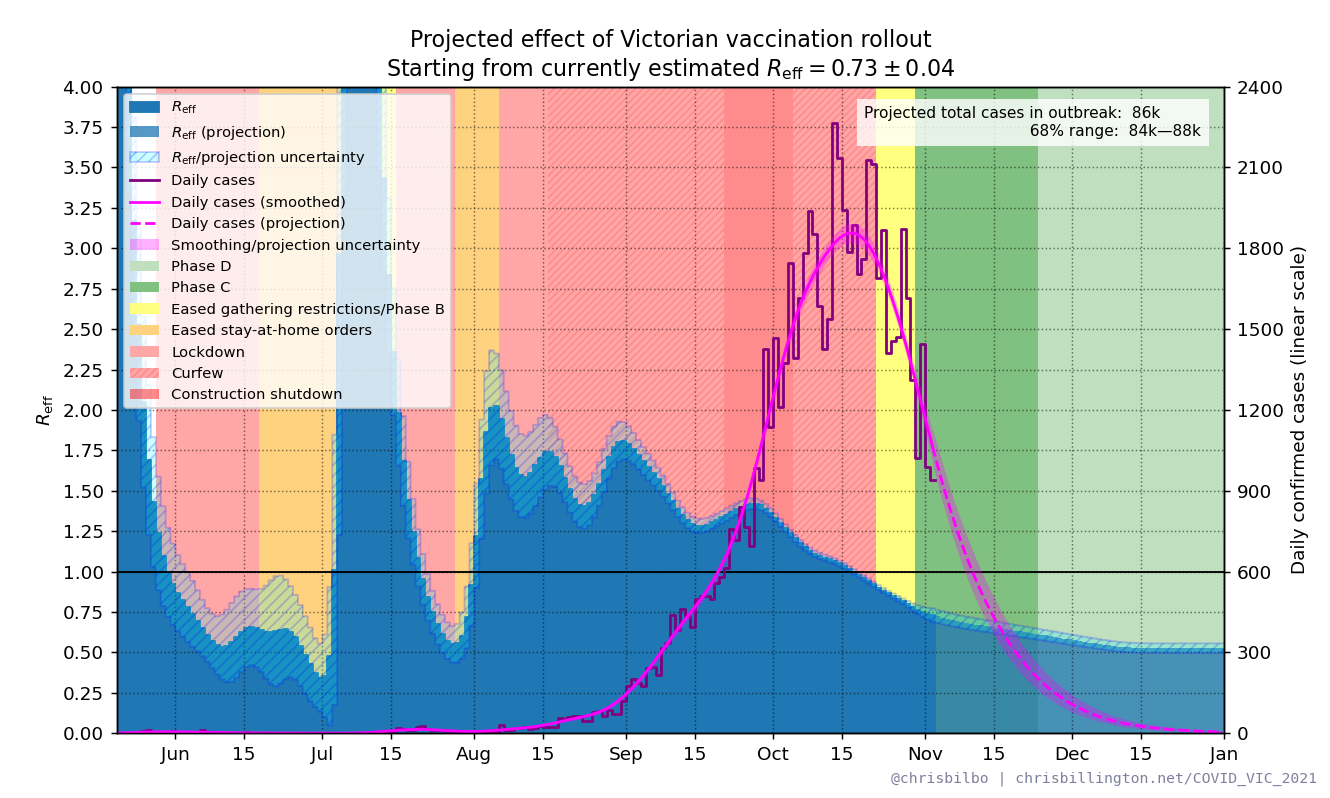 Projected effect of Victorian vaccination rollout
Starting from currently estimated R_eff = 0.73 ± 0.04
Projected total cases in outbreak: 86k
68% range: 84k—88k
R_eff
R_eff (projection)
R_eff/projection uncertainty
Daily cases
Daily cases (smoothed)
Daily cases (projection)
Smoothing/projection uncertainty
Phase D
Phase C
Eased gathering restrictions/Phase B
Eased stay-at-home orders
Lockdown
Curfew
Construction shutdown
R_eff
4.00
3.75
3.50
3.25
3.00
2.75
2.50
2.25
2.00
1.75
1.50
1.25
1.00
0.75
0.50
0.25
0.00
2400
2100
1800
1500
1200
900
600
300
0
Daily confirmed cases (linear scale)
Jun 15 Jul 15 Aug 15 Sep 15 Oct 15 Nov 15 Dec 15 Jan
@chrisbilbo | chrisbillington.net/COVID_VIC_2021